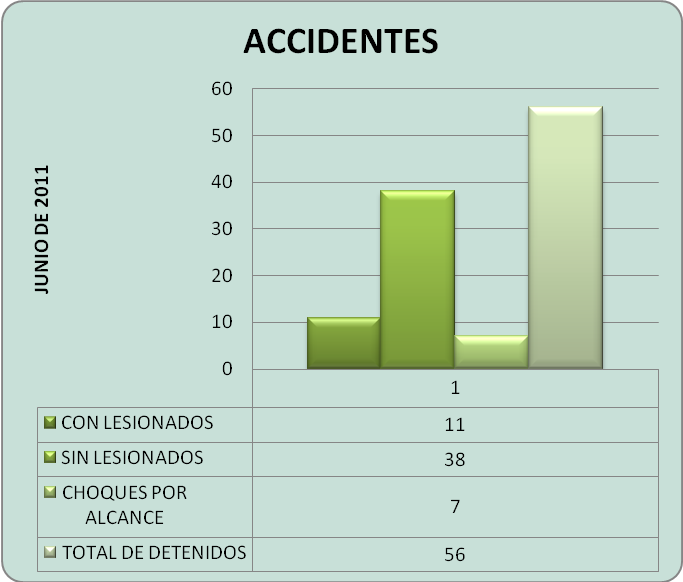 ACCIDENTES
JUNIO DE 2011
60
50
40
30
20
10
0
1
CON LESIONADOS 11
SIN LESIONADOS 38
CHOQUES POR
ALCANCE 7
TOTAL DE DETENIDOS 56